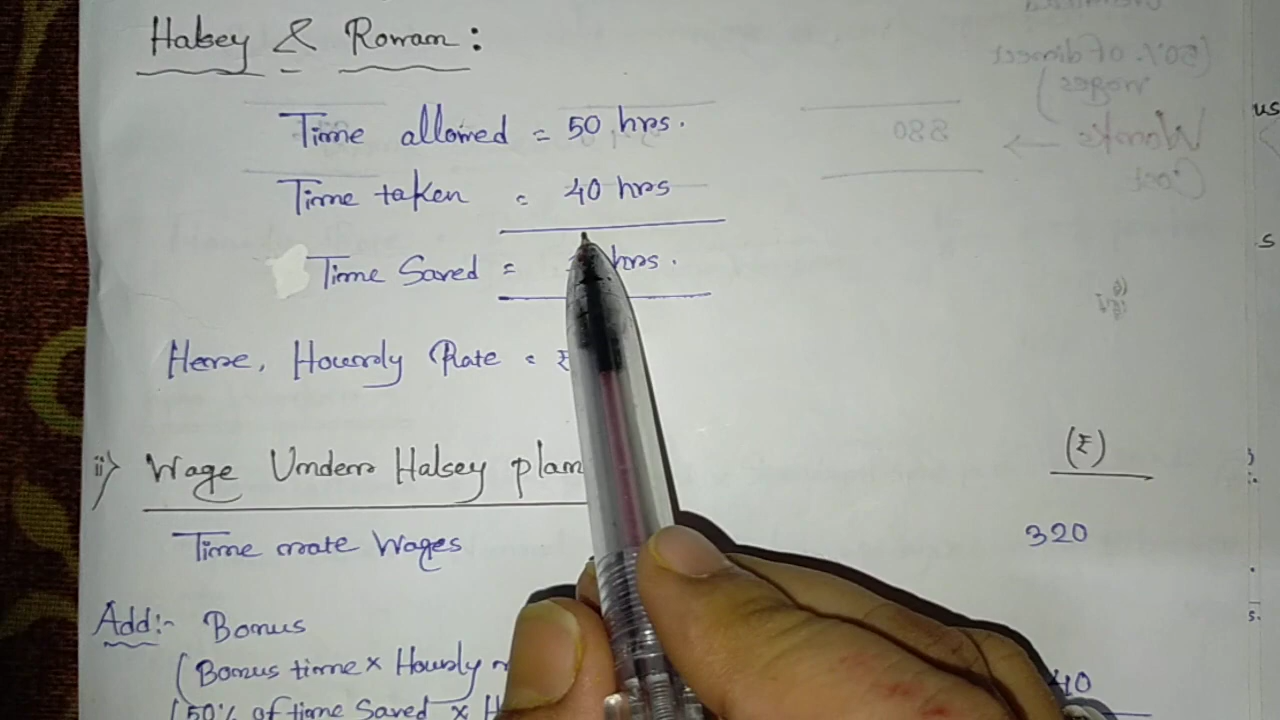 Halsey & Rowan:
Time allowed = 50 hrs.
Time taken = 40 hrs
Time Saved = hrs.
Here, Hourly Rate = ₹
ii) Wage Under Halsey plan
(₹)
Time rate Wages 320
Add:- Bonus
(Bonus time x Hourly
(50% of time Saved x H 40